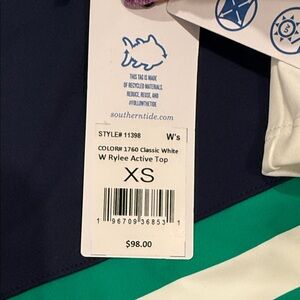 THIS TAG IS MADE
OF RECYCLED MATERIALS
REDUCE, REUSE, AND
#FOLLOWTHETIDE
southerntide.com
STYLE# 11398 W's
COLOR# 1760 Classic White
W Rylee Active Top
XS
1 96709 36853 1
$98.00